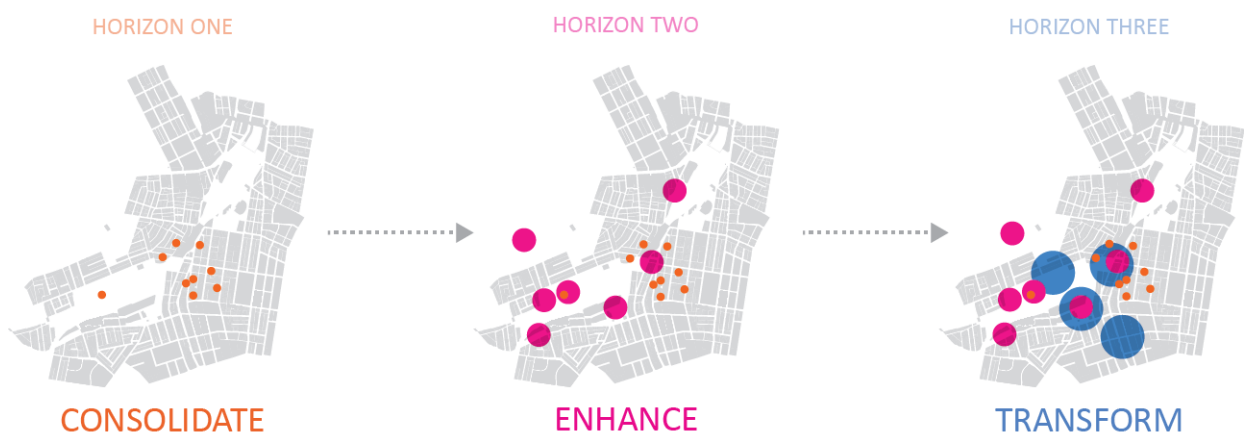 HORIZON ONE
HORIZON TWO
HORIZON THREE
CONSOLIDATE
ENHANCE
TRANSFORM